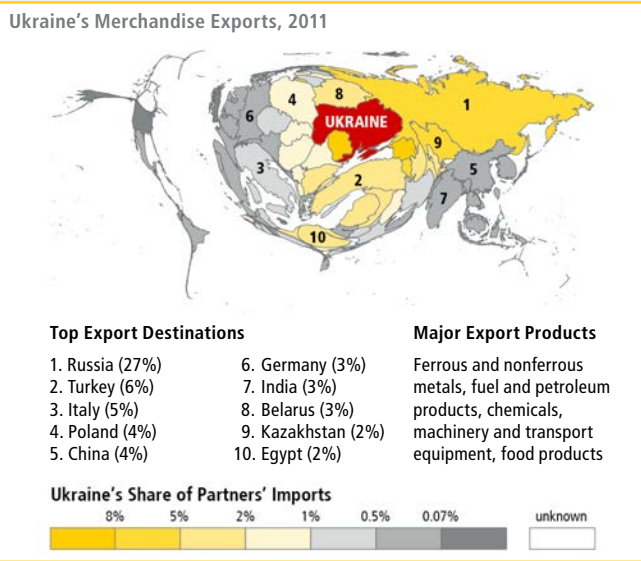 Ukraine's Merchandise Exports, 2011
4
8
1
UKRAINE
6
9
3
5
2
7
10
Top Export Destinations
1. Russia (27%)
2. Turkey (6%)
3. Italy (5%)
4. Poland (4%)
5. China (4%)
6. Germany (3%)
7. India (3%)
8. Belarus (3%)
9. Kazakhstan (2%)
10. Egypt (2%)
Major Export Products
Ferrous and nonferrous
metals, fuel and petroleum
products, chemicals,
machinery and transport
equipment, food products
Ukraine's Share of Partners' Imports
8% 5% 2% 1% 0.5% 0.07% unknown